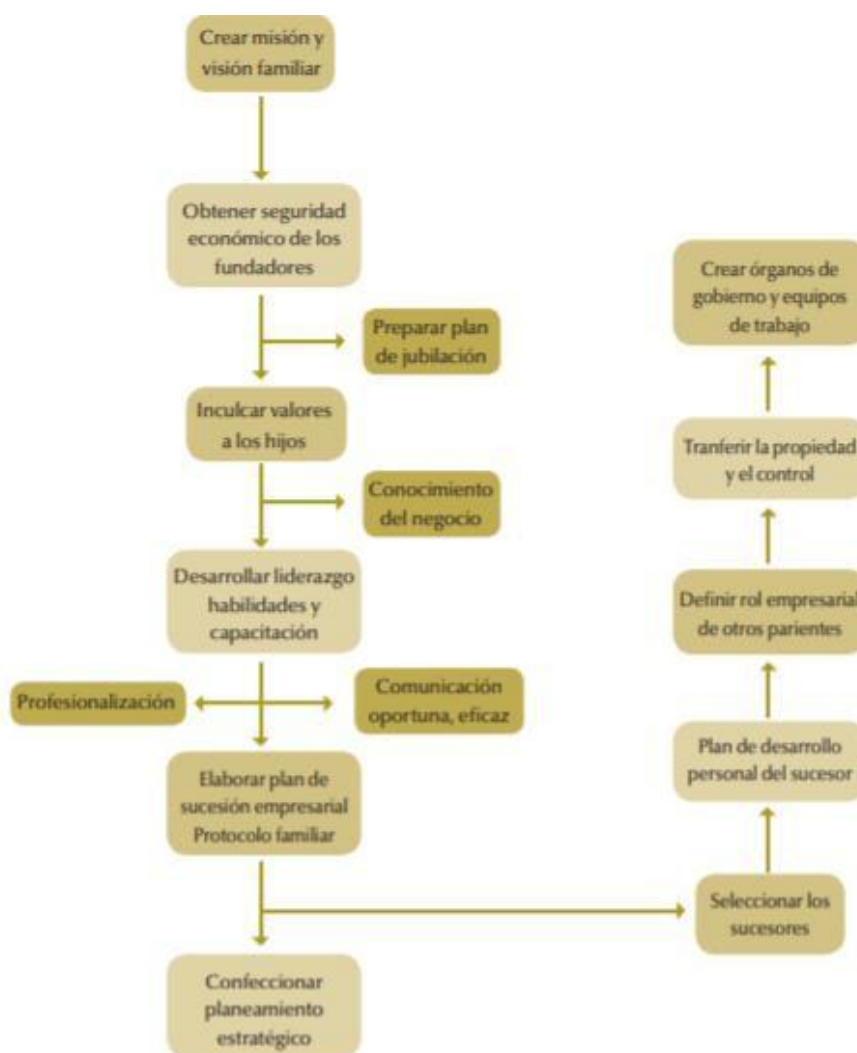 Crear misión y
visión familiar
Obtener seguridad
económico de los
fundadores
Preparar plan
de jubilación
Inculcar valores
a los hijos
Conocimiento
del negocio
Desarrollar liderazgo
habilidades y
capacitación
Profesionalización
Comunicación
oportuna, eficaz
Elaborar plan de
sucesión empresarial
Protocolo familiar
Confeccionar
planeamiento
estratégico
Seleccionar los
sucesores
Plan de desarrollo
personal del sucesor
Definir rol empresarial
de otros parientes
Tranferir la propiedad
y el control
Crear órganos de
gobierno y equipos
de trabajo